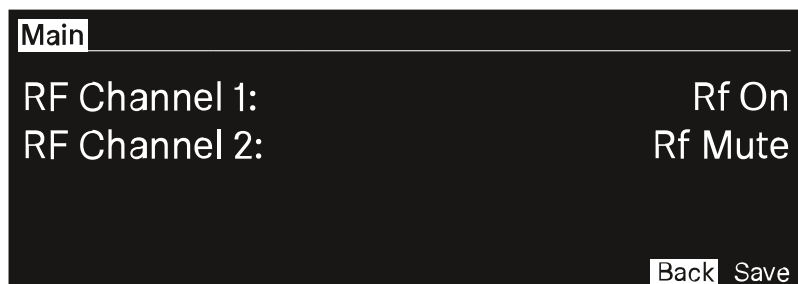 Main
RF Channel 1: Rf On
RF Channel 2: Rf Mute
Back Save